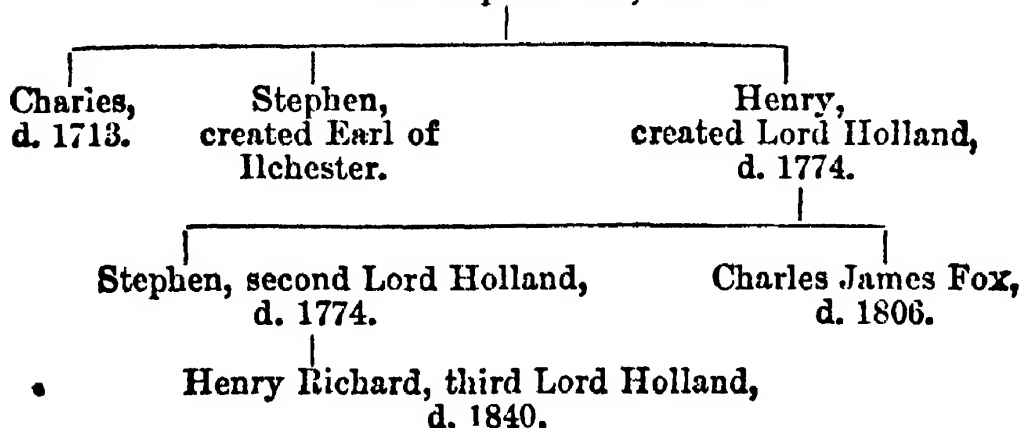 Charles,
d. 1713.
Stephen,
created Earl of
Ilchester.
Henry,
created Lord Holland,
d. 1774.
Stephen, second Lord Holland,
d. 1774.
Charles James Fox,
d. 1806.
Henry Richard, third Lord Holland,
d. 1840.